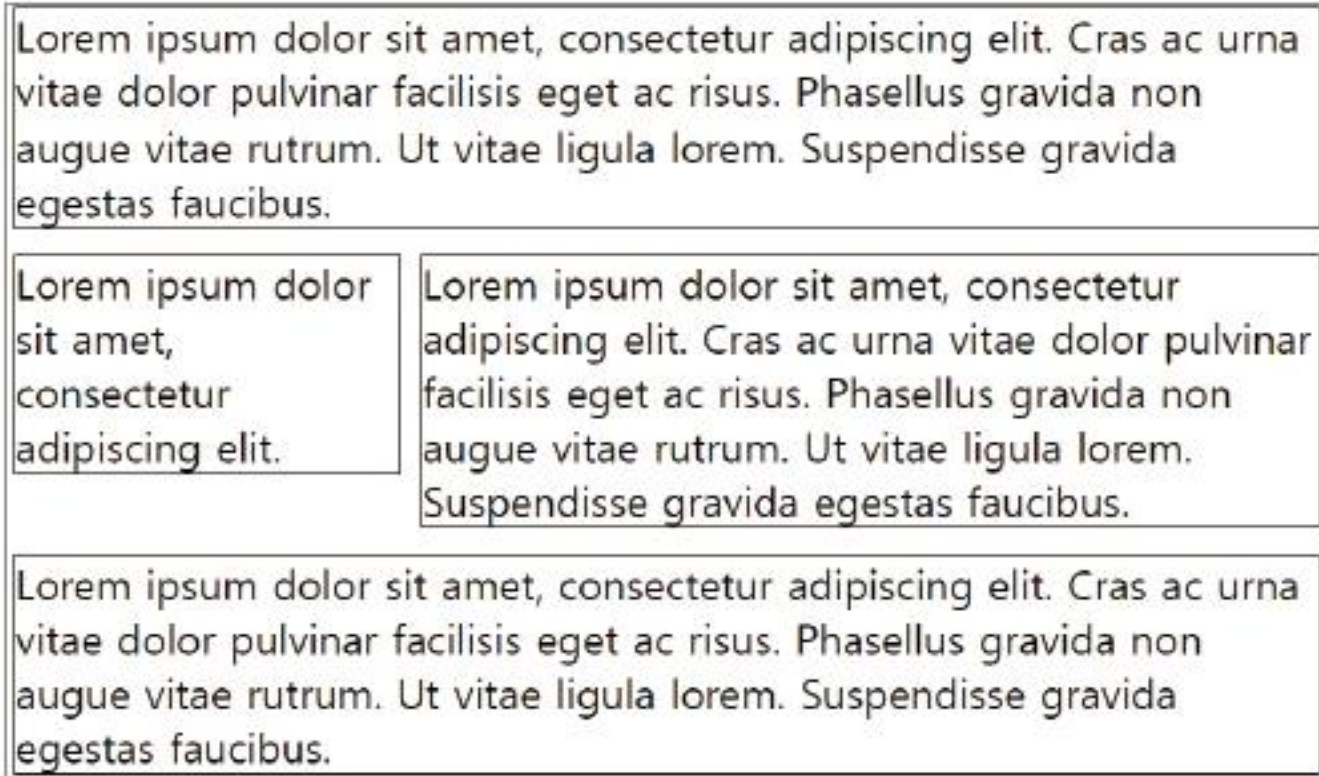 Lorem ipsum dolor sit amet, consectetur adipiscing elit. Cras ac urna
vitae dolor pulvinar facilisis eget ac risus. Phasellus gravida non
augue vitae rutrum. Ut vitae ligula lorem. Suspendisse gravida
egestas faucibus.
Lorem ipsum dolor
sit amet,
consectetur
adipiscing elit.
Lorem ipsum dolor sit amet, consectetur
adipiscing elit. Cras ac urna vitae dolor pulvinar
facilisis eget ac risus. Phasellus gravida non
augue vitae rutrum. Ut vitae ligula lorem.
Suspendisse gravida egestas faucibus.
Lorem ipsum dolor sit amet, consectetur adipiscing elit. Cras ac urna
vitae dolor pulvinar facilisis eget ac risus. Phasellus gravida non
augue vitae rutrum. Ut vitae ligula lorem. Suspendisse gravida
egestas faucibus.